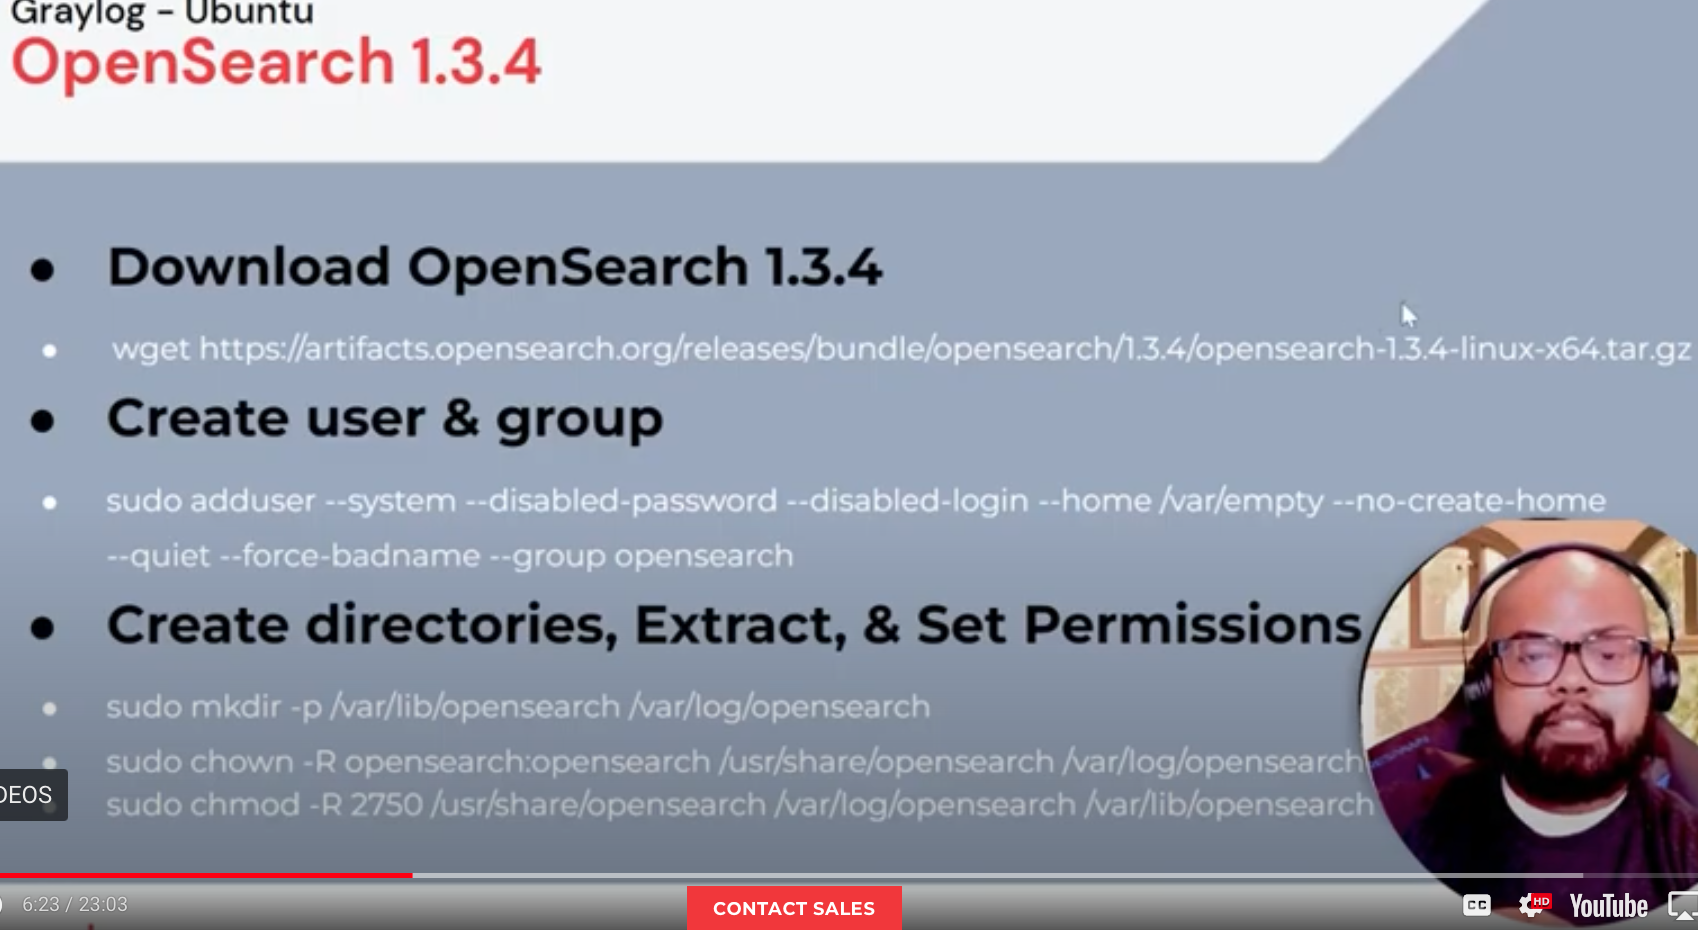 Graylog - Ubuntu
OpenSearch 1.3.4
Download OpenSearch 1.3.4
wget https://artifacts.opensearch.org/releases/bundle/opensearch/1.3.4/opensearch-1.3.4-linux-x64.tar.gz
Create user & group
sudo adduser --system --disabled-password --disabled-login --home /var/empty --no-create-home
--quiet --force-badname --group opensearch
Create directories, Extract, & Set Permissions
sudo mkdir -p /var/lib/opensearch /var/log/opensearch
sudo chown -R opensearch:opensearch /usr/share/opensearch /var/log/opensearch
DEOS
sudo chmod -R 2750 /usr/share/opensearch /var/log/opensearch /var/lib/opensearch
6:23 / 23:03
CONTACT SALES
CC
HD
YouTube